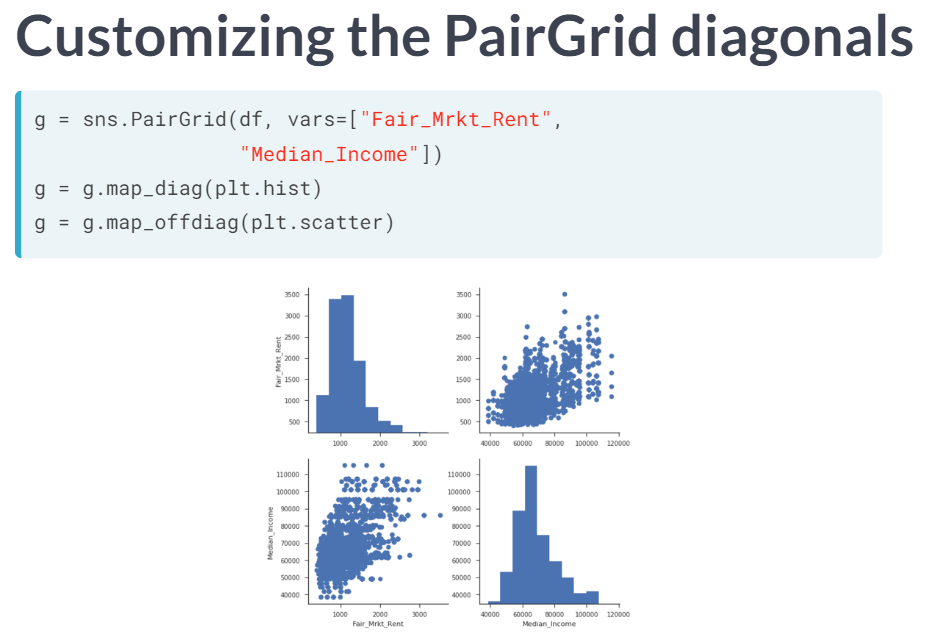 Customizing the PairGrid diagonals
g = sns.PairGrid(df, vars=["Fair_Mrkt_Rent",
"Median_Income"])
g = g.map_diag(plt.hist)
g = g.map_offdiag(plt.scatter)
3500
3000
2500
2000
1500
1000
500
Fair_Mrkt_Rent
1000 2000 3000
3500
3000
2500
2000
1500
1000
500
40000 60000 80000 100000 120000
110000
100000
90000
80000
70000
60000
50000
40000
Median_Income
1000 2000 3000
Fair_Mrkt_Rent
110000
100000
90000
80000
70000
60000
50000
40000
40000 60000 80000 100000 120000
Median_Income